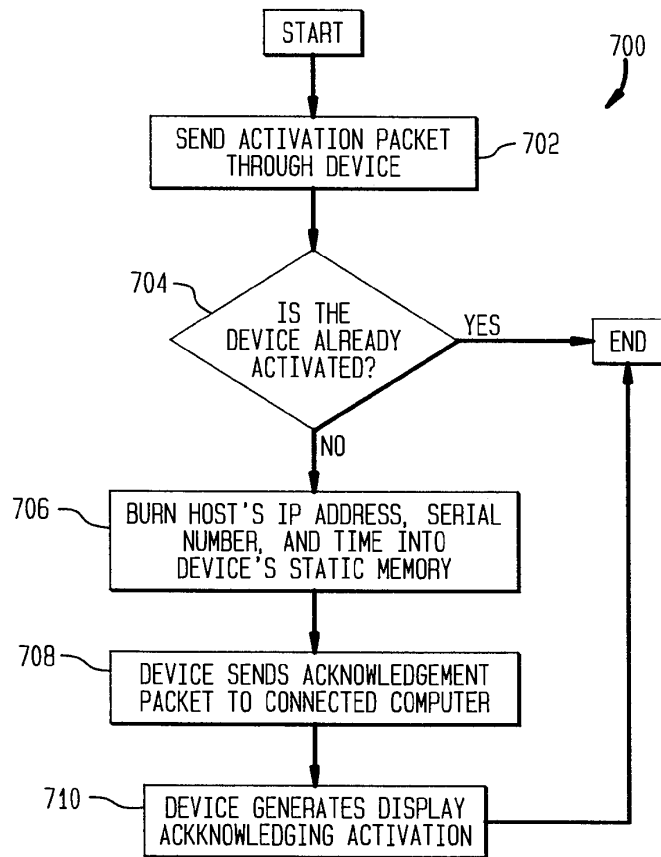 START
700
SEND ACTIVATION PACKET
THROUGH DEVICE
702
704
IS THE
DEVICE ALREADY
ACTIVATED?
YES
END
NO
706
BURN HOST'S IP ADDRESS, SERIAL
NUMBER, AND TIME INTO
DEVICE'S STATIC MEMORY
708
DEVICE SENDS ACKNOWLEDGEMENT
PACKET TO CONNECTED COMPUTER
710
DEVICE GENERATES DISPLAY
ACKKNOWLEDGING ACTIVATION